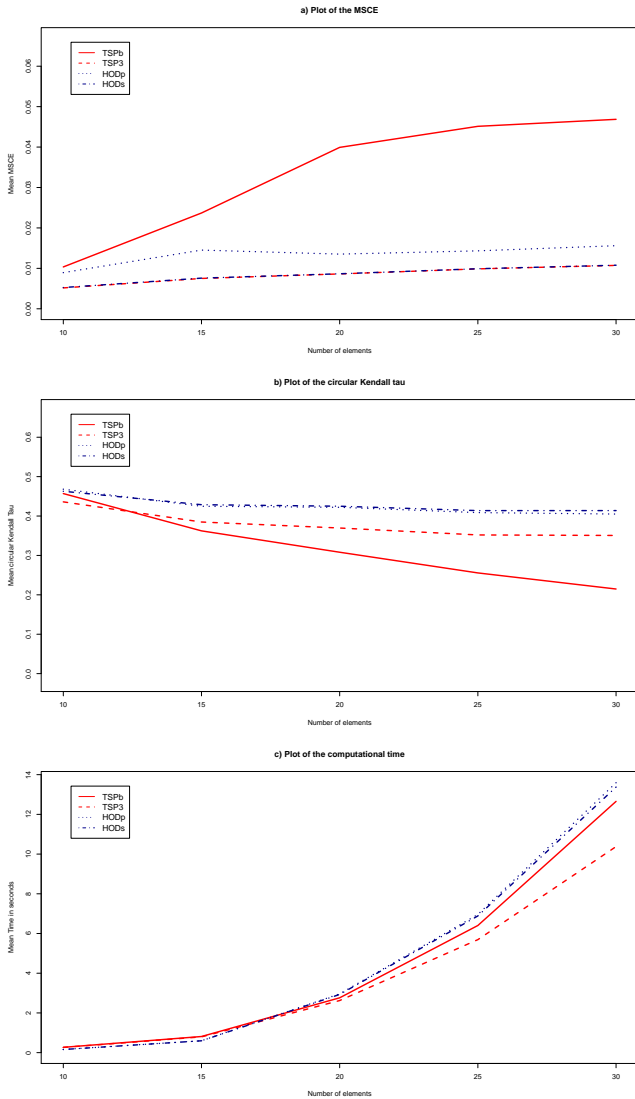 a) Plot of the MSCE
TSPb
TSP3
HODp
HODs
0.06
0.05
0.04
0.03
0.02
0.01
0.00
Mean MSCE
10 15 20 25 30
Number of elements
b) Plot of the circular Kendall tau
TSPb
TSP3
HODp
HODs
0.6
0.5
0.4
0.3
0.2
0.1
0.0
Mean circular Kendall Tau
10 15 20 25 30
Number of elements
c) Plot of the computational time
TSPb
TSP3
HODp
HODs
14
12
10
8
6
4
2
0
Mean Time in seconds
10 15 20 25 30
Number of elements